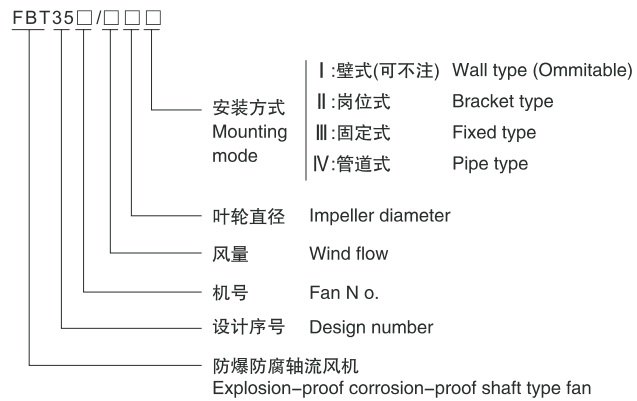 FBT35□/□□□
安装方式
Mounting
mode
Ⅰ:壁式(可不注) Wall type (Ommitable)
Ⅱ:岗位式 Bracket type
Ⅲ:固定式 Fixed type
Ⅳ:管道式 Pipe type
叶轮直径 Impeller diameter
风量 Wind flow
机号 Fan N o.
设计序号 Design number
防爆防腐轴流风机
Explosion-proof corrosion-proof shaft type fan